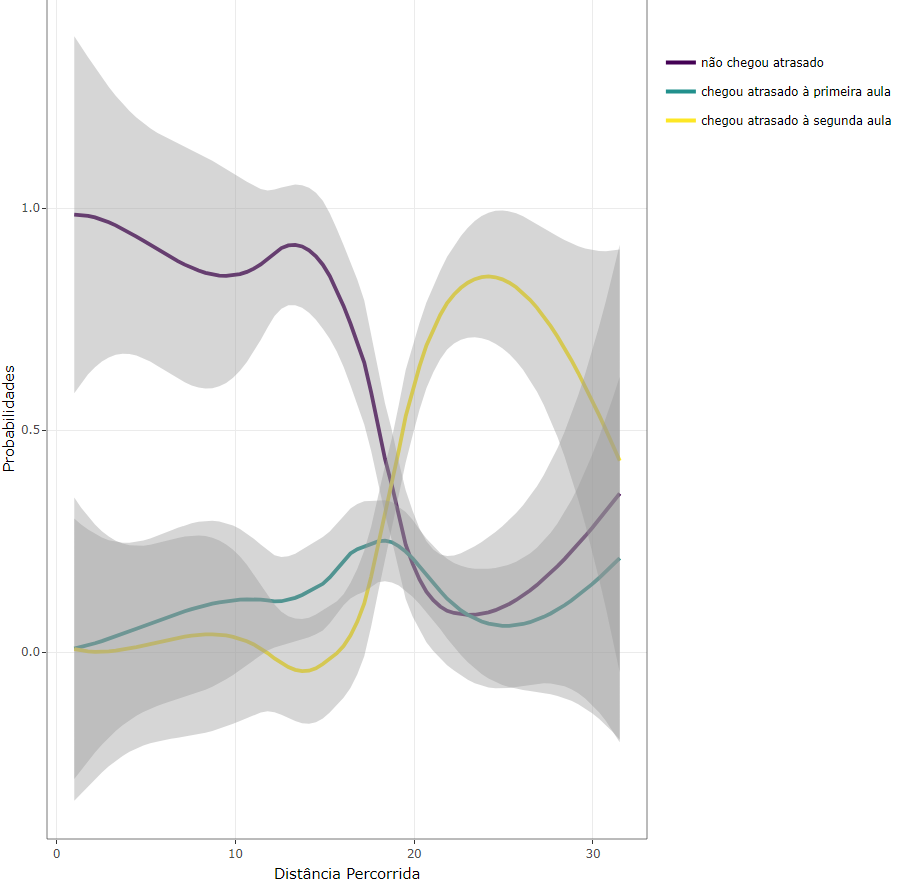 não chegou atrasado
chegou atrasado à primeira aula
chegou atrasado à segunda aula
Probabilidades
1.0
0.5
0.0
0
10
20
30
Distância Percorrida